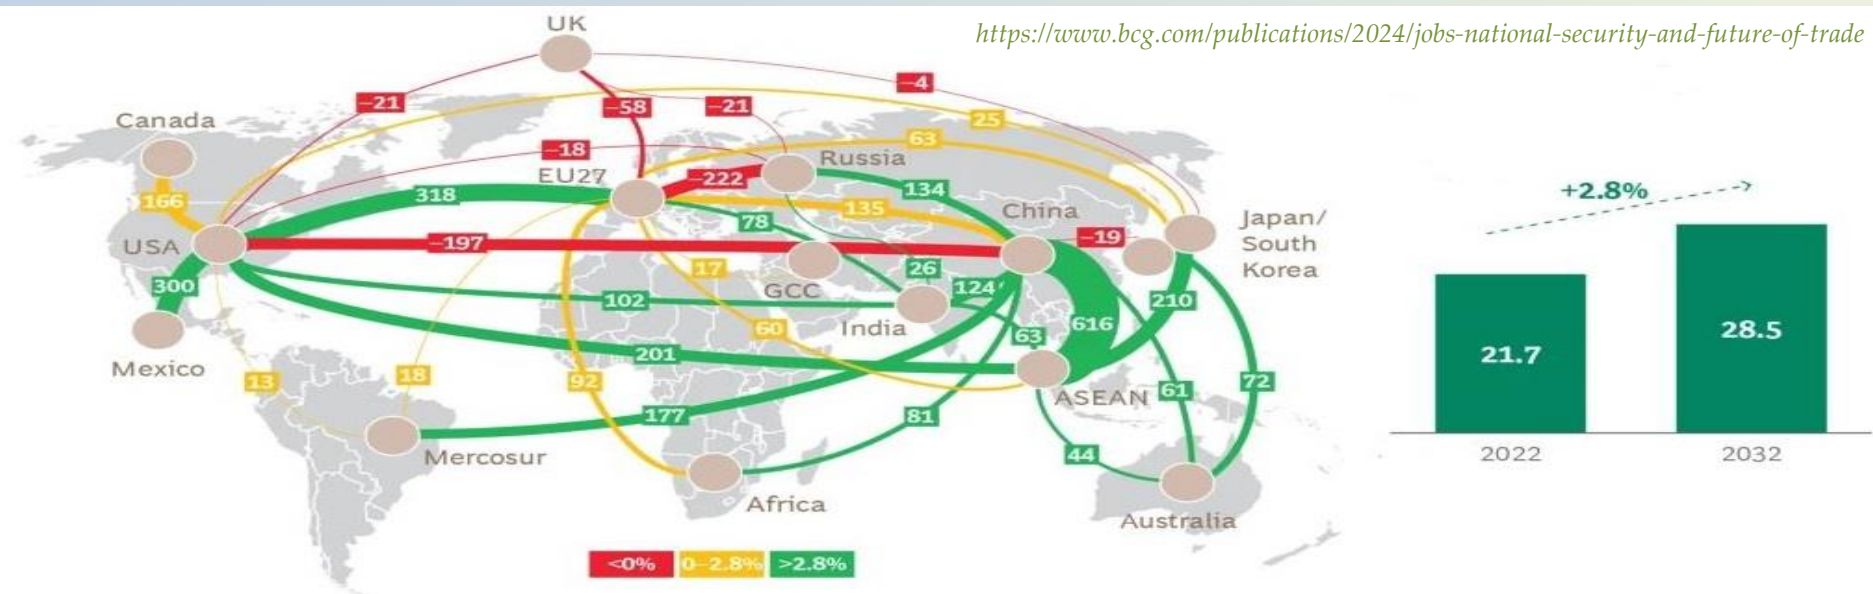 UK
https://www.bcg.com/publications/2024/jobs-national-security-and-future-of-trade
–4
–21
–58
–21
25
Canada
63
–18
Russia
EU27
–222
134
+2.8%
166
318
135
China
78
Japan/
South
Korea
USA
–197
–19
17
26
GCC
300
102
124
210
India
616
60
63
21.7
28.5
201
Mexico
13
18
92
72
61
ASEAN
177
81
Mercosur
44
2022
2032
Africa
Australia
<0%
0–2.8%
>2.8%